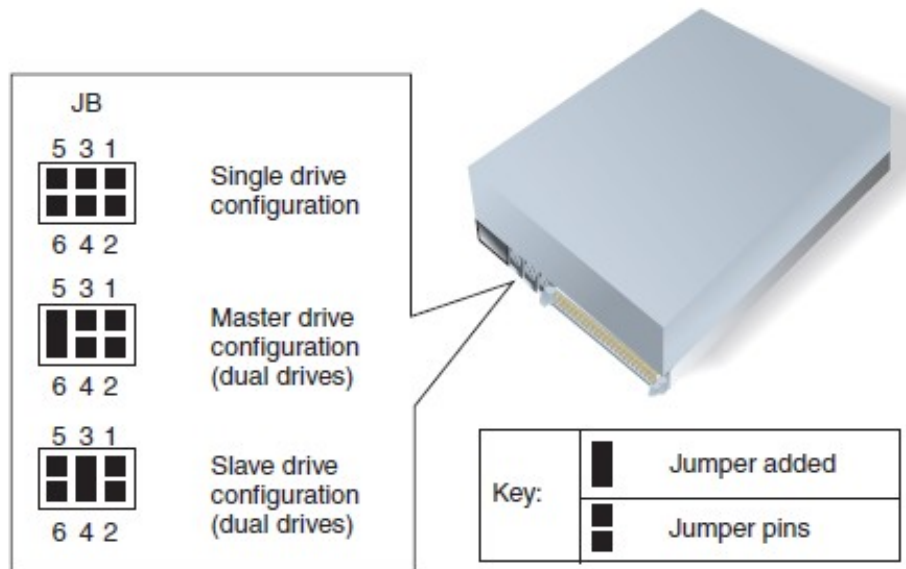 JB
5 3 1
6 4 2
Single drive
configuration
5 3 1
6 4 2
Master drive
configuration
(dual drives)
5 3 1
6 4 2
Slave drive
configuration
(dual drives)
Key:
Jumper added
Jumper pins